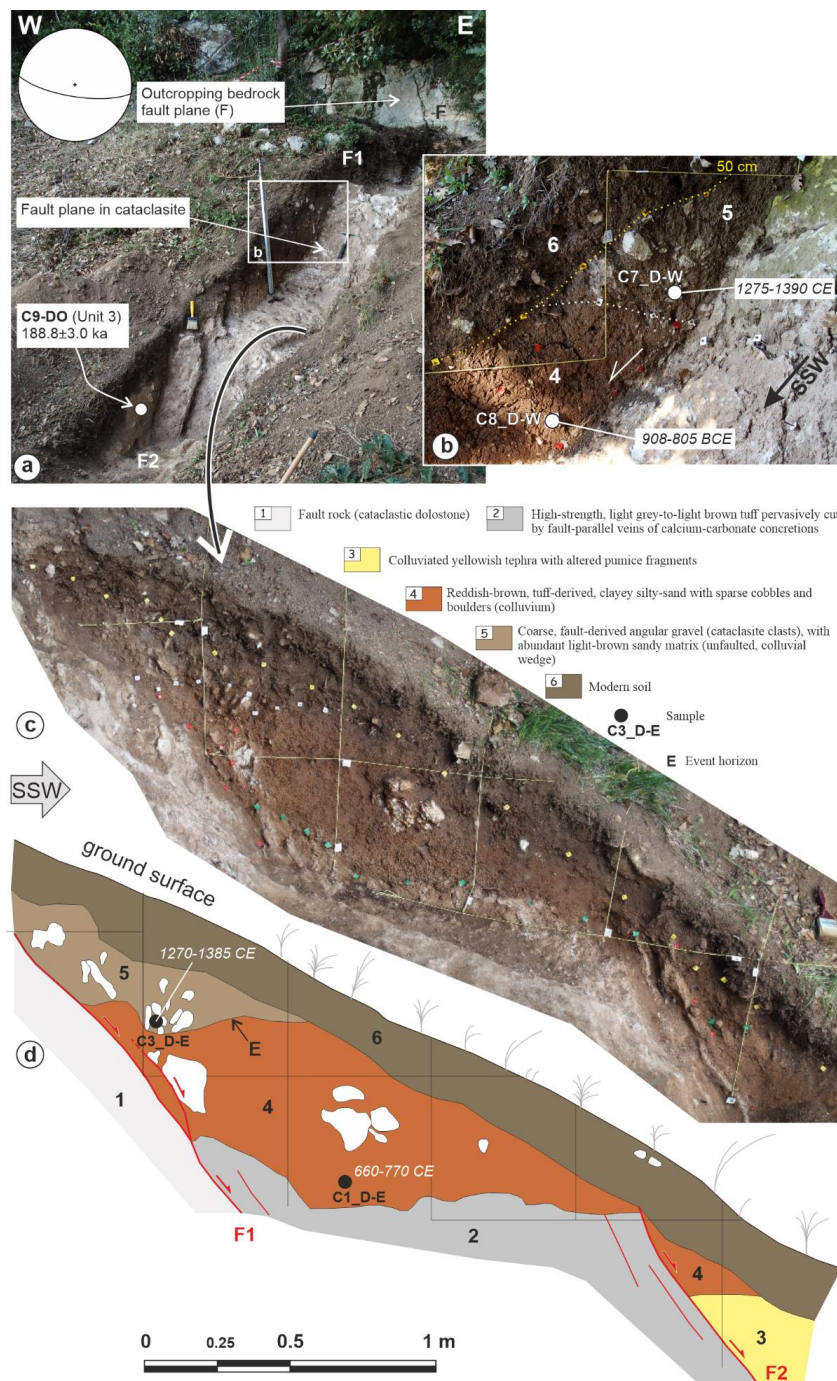 W
E
Outcropping bedrock
fault plane (F)
F
F1
Fault plane in cataclasite
b
C9-DO (Unit 3)
188.8±3.0 ka
F2
a
50 cm
5
6
C7_D-W
1275-1390 CE
4
C8_D-W
908-805 BCE
SSW
b
1 Fault rock (cataclastic dolostone)
2 High-strength, light grey-to-light brown tuff pervasively cut
by fault-parallel veins of calcium-carbonate concretions
3 Colluviated yellowish tephra with altered pumice fragments
4 Reddish-brown, tuff-derived, clayey silty-sand with sparse cobbles and
boulders (colluvium)
5 Coarse, fault-derived angular gravel (cataclasite clasts), with
abundant light-brown sandy matrix (unfaulted, colluvial
wedge)
6 Modern soil
Sample
C3_D-E
E Event horizon
c
SSW
ground surface
1270-1385 CE
5
C3_D-E
E
6
d
1
4
660-770 CE
C1_D-E
2
F1
4
3
F2
0 0.25 0.5 1 m